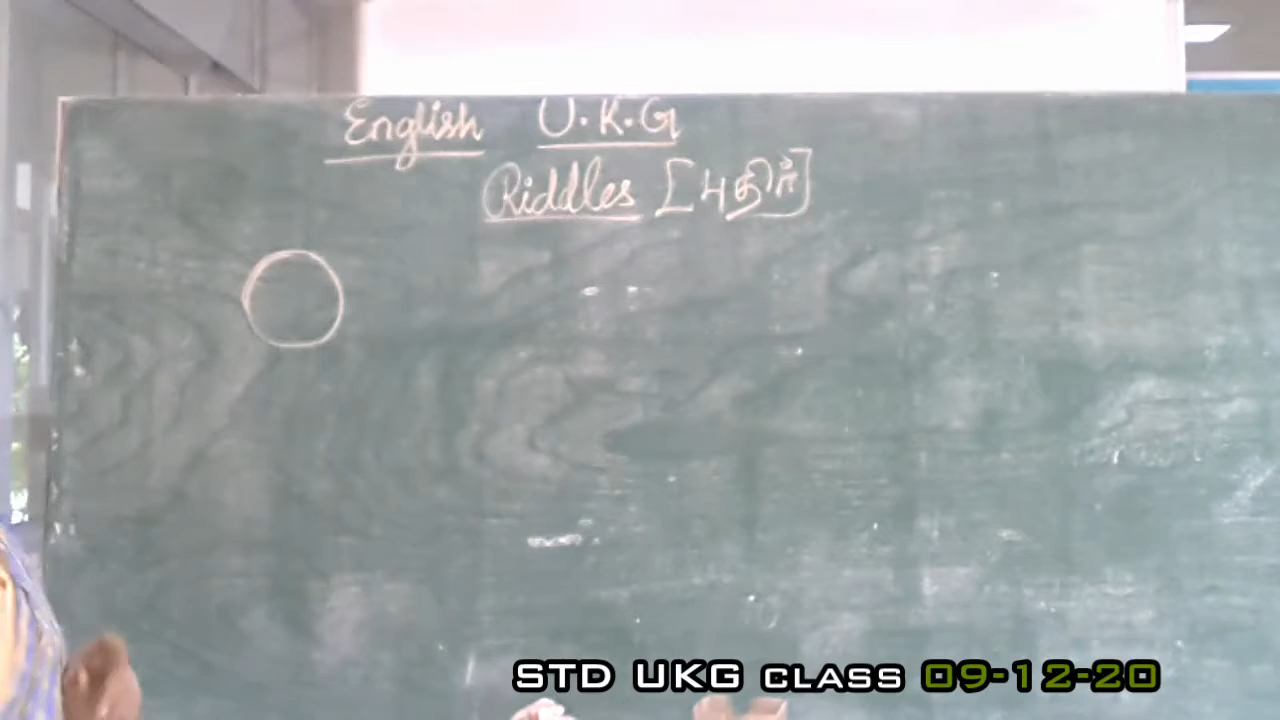 English U.K.G
Riddles [புதிர்]
STD UKG CLASS 09-12-20